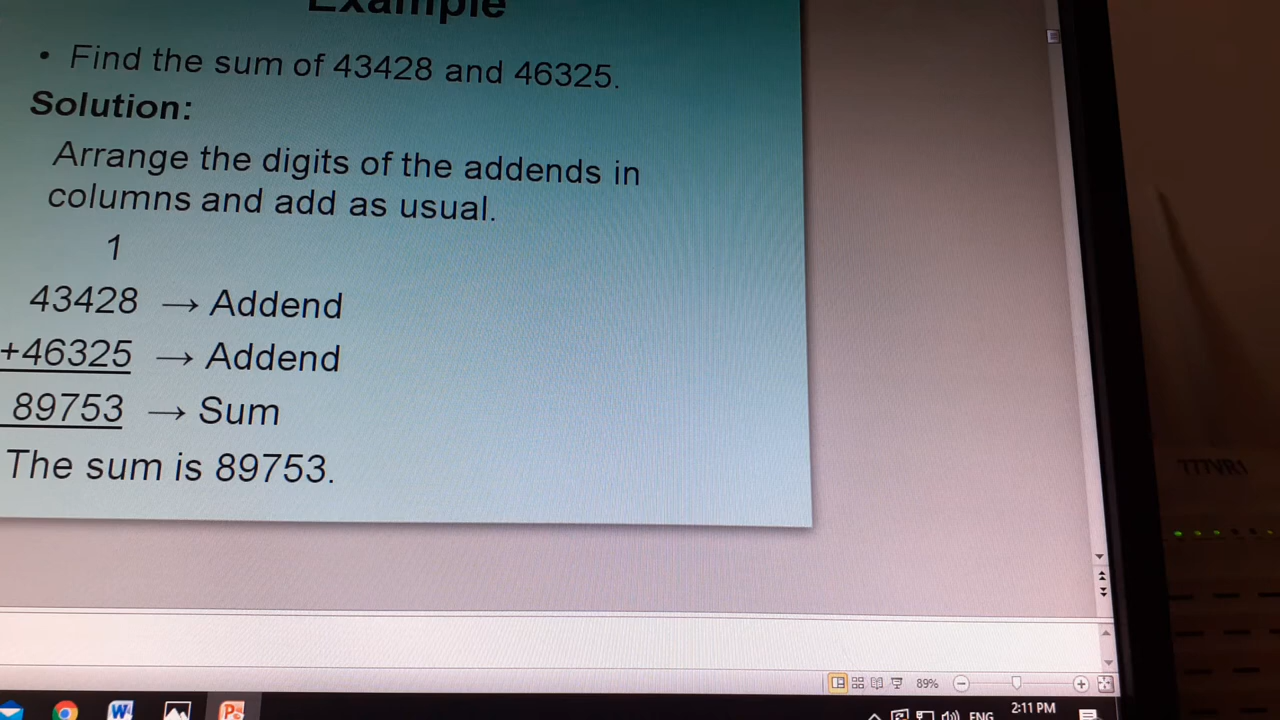 Example
• Find the sum of 43428 and 46325.
Solution:
Arrange the digits of the addends in
columns and add as usual.
1
43428 → Addend
+46325 → Addend
89753 → Sum
The sum is 89753.
777VR1
89%
ENG
2:11 PM